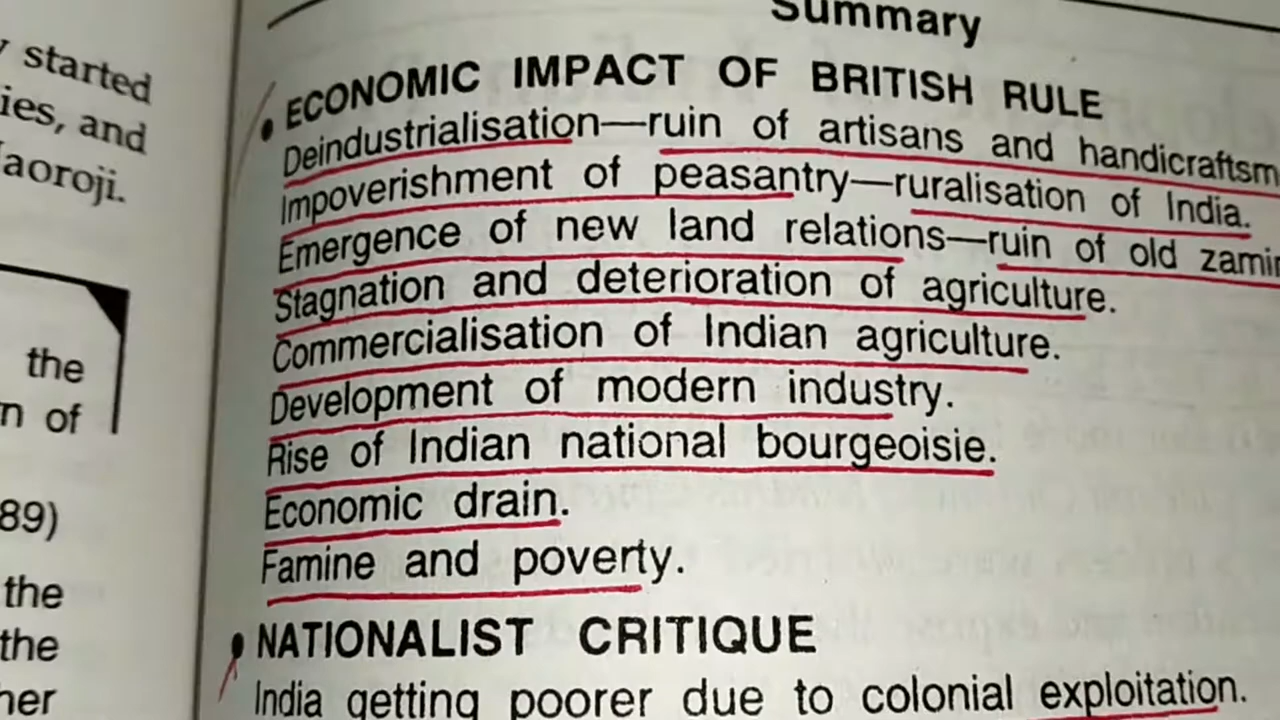 started
ies, and
aoroji.
the
n of
89)
the
the
her
Summary
• ECONOMIC IMPACT OF BRITISH RULE
Deindustrialisation—ruin of artisans and handicraftsm
Impoverishment of peasantry—ruralisation of India.
Emergence of new land relations—ruin of old zamin
Stagnation and deterioration of agriculture.
Commercialisation of Indian agriculture.
Development of modern industry.
Rise of Indian national bourgeoisie.
Economic drain.
Famine and poverty.
• NATIONALIST CRITIQUE
India getting poorer due to colonial exploitation.